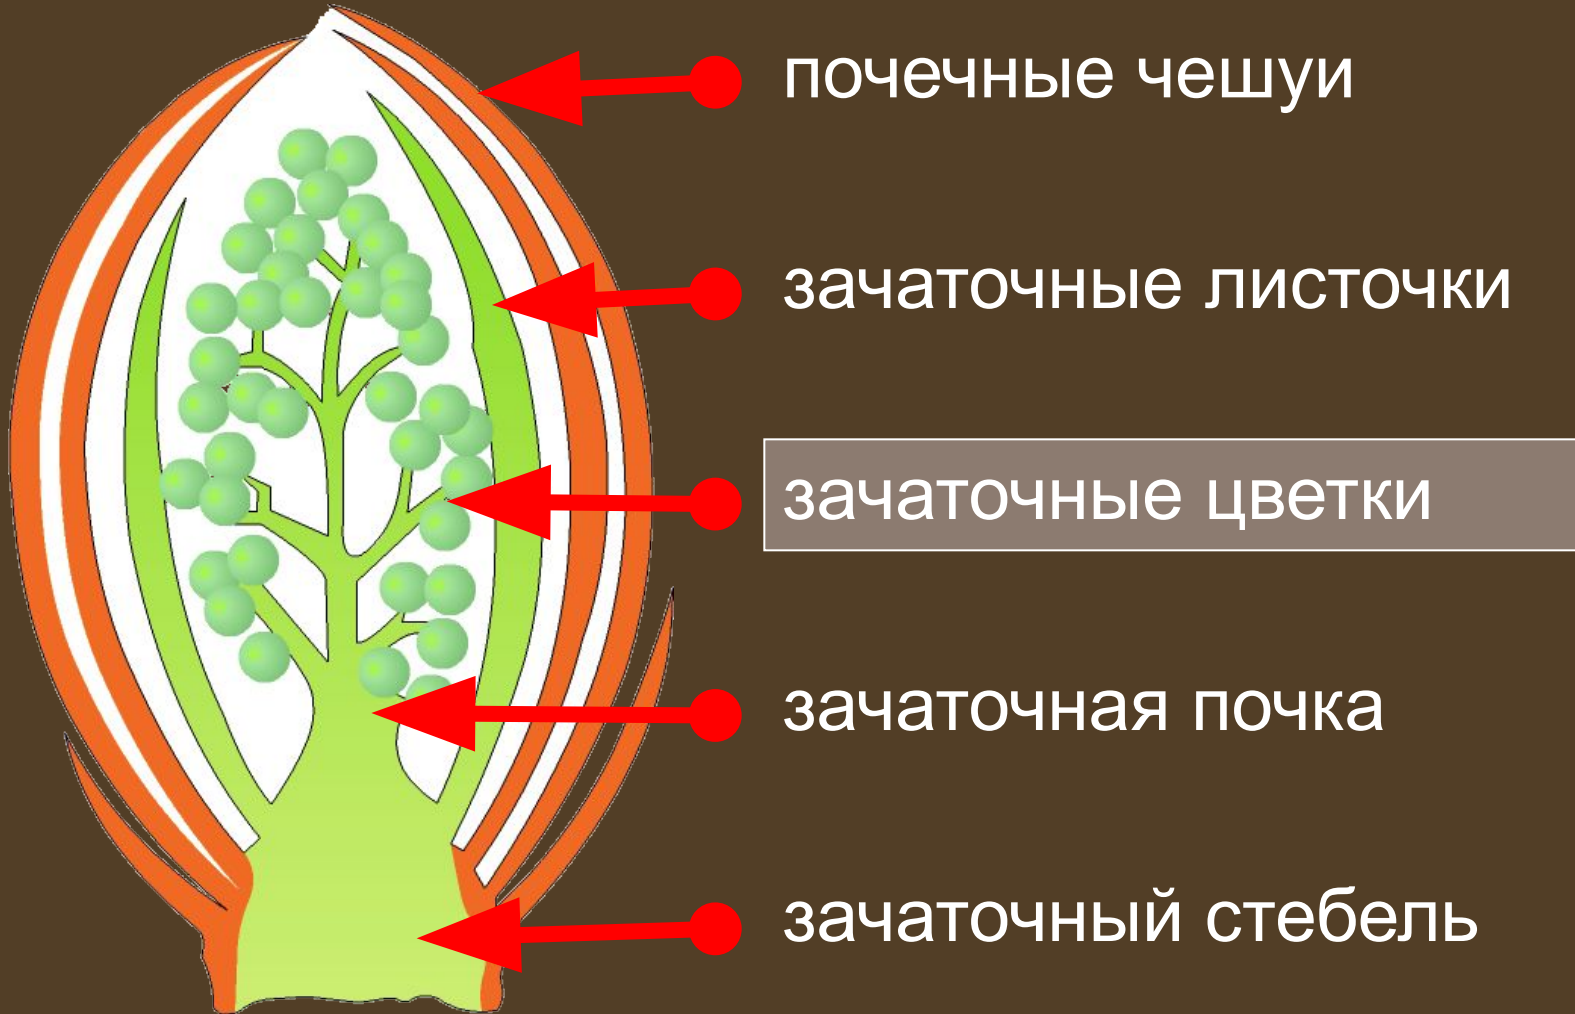 почечные чешуи
зачаточные листочки
зачаточные цветки
зачаточная почка
зачаточный стебель